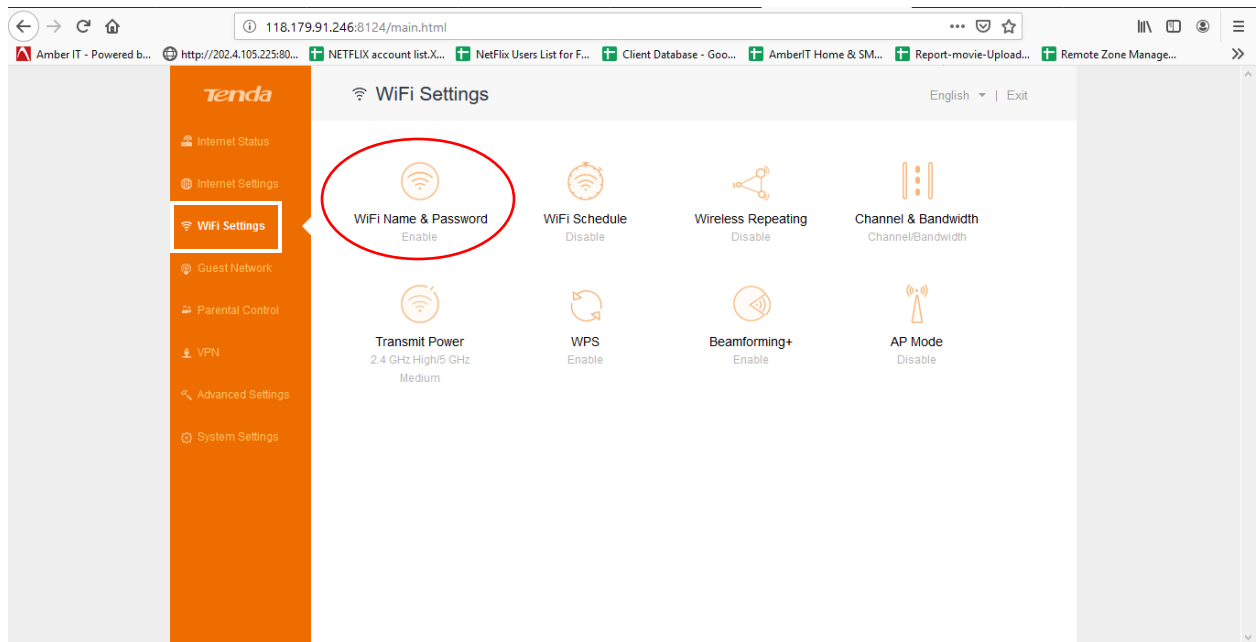 118.179.91.246:8124/main.html
Amber IT - Powered b... http://202.4.105.225:80... NETFLIX account list.X... NetFlix Users List for F... Client Database - Goo... AmberIT Home & SM... Report-movie-Upload... Remote Zone Manage...
Tenda
WiFi Settings
English | Exit
Internet Status
Internet Settings
WiFi Settings
Guest Network
Parental Control
VPN
Advanced Settings
System Settings
WiFi Name & Password WiFi Schedule Wireless Repeating Channel & Bandwidth
Enable Disable Disable Channel/Bandwidth
Transmit Power WPS Beamforming+ AP Mode
2.4 GHz High/5 GHz Enable Enable Disable
Medium